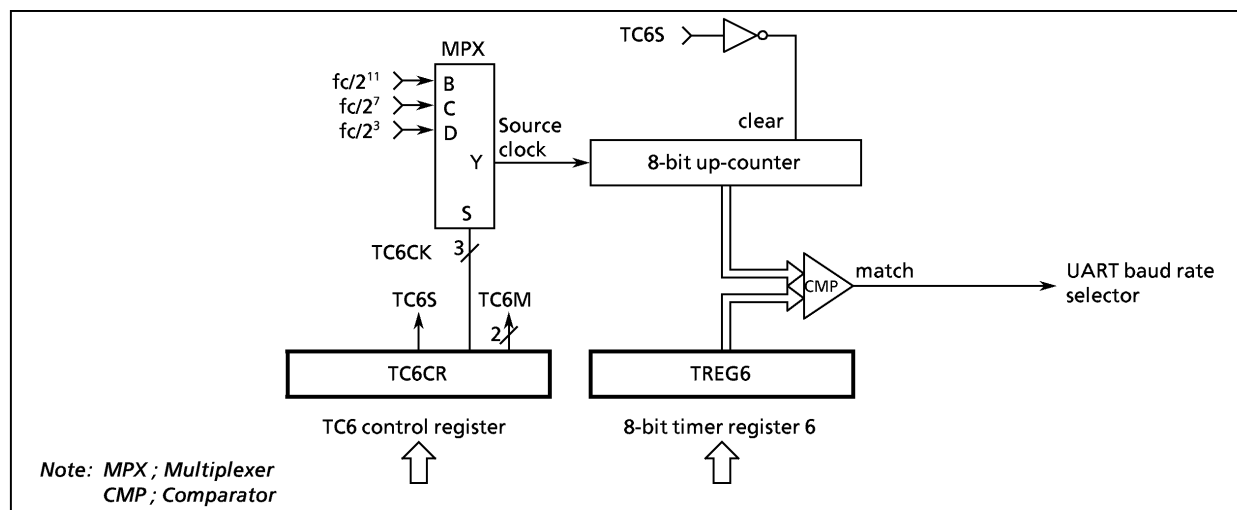 TC6S
MPX
fc/2¹¹
B
fc/2⁷
C
fc/2³
D
Source
clock
clear
Y
8-bit up-counter
S
TC6CK
3
match
CMP
UART baud rate
selector
TC6S
TC6M
2
TC6CR
TREG6
TC6 control register
8-bit timer register 6
Note: MPX ; Multiplexer
CMP ; Comparator